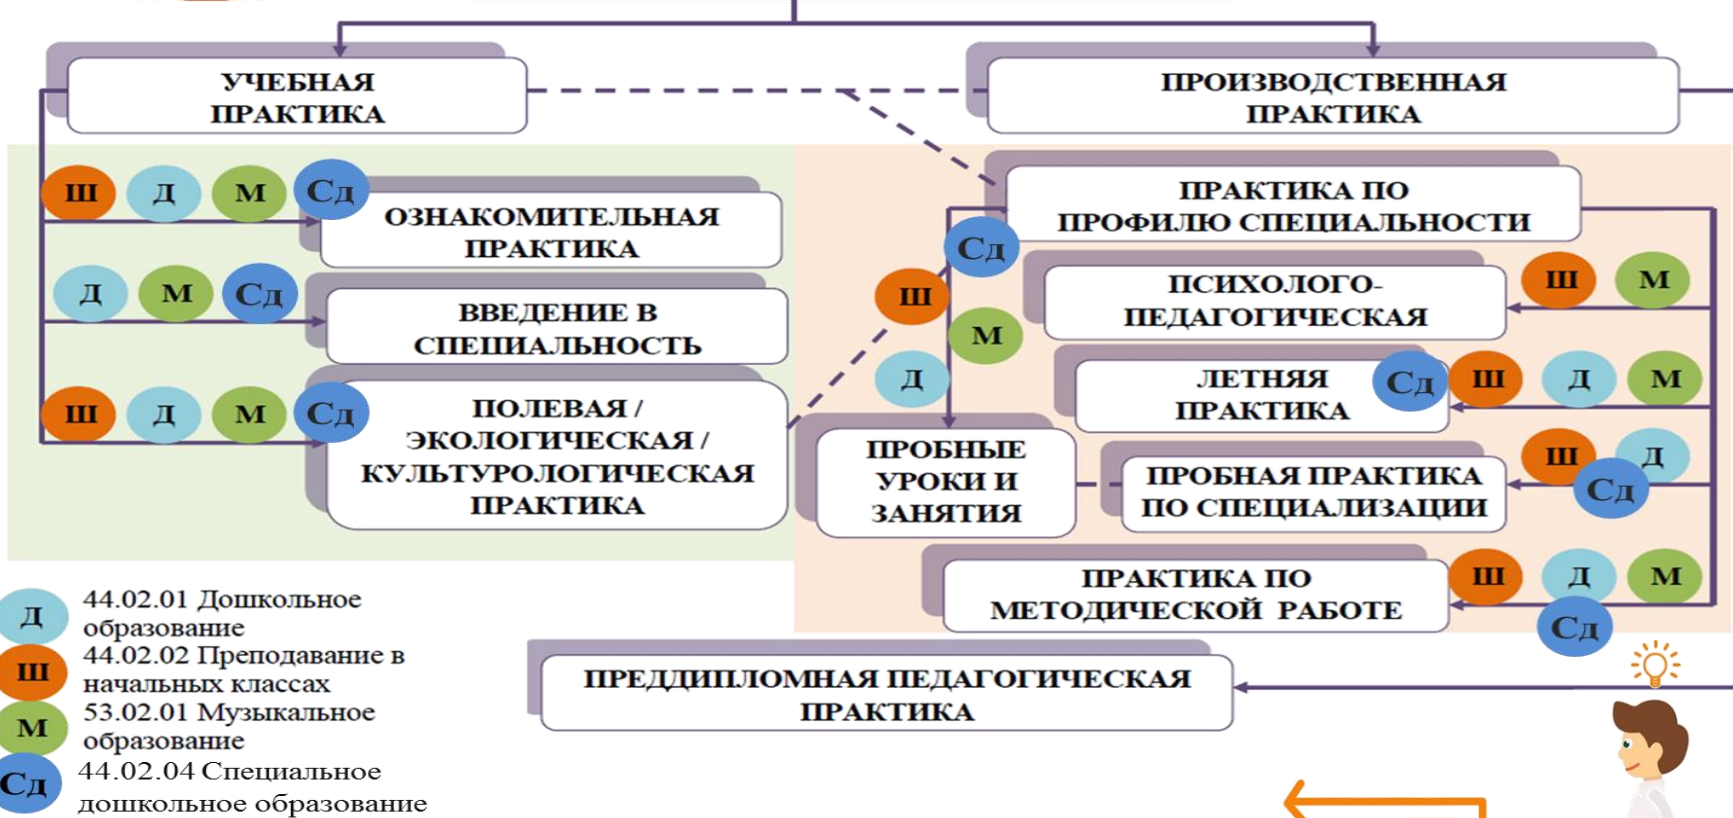 УЧЕБНАЯ
ПРАКТИКА
ПРОИЗВОДСТВЕННАЯ
ПРАКТИКА
Ш Д М Сд
ОЗНАКОМИТЕЛЬНАЯ
ПРАКТИКА
Д М Сд
ВВЕДЕНИЕ В
СПЕЦИАЛЬНОСТЬ
Ш Д М Сд
ПОЛЕВАЯ /
ЭКОЛОГИЧЕСКАЯ /
КУЛЬТУРОЛОГИЧЕСКАЯ
ПРАКТИКА
ПРАКТИКА ПО
ПРОФИЛЮ СПЕЦИАЛЬНОСТИ
Сд
Ш
М
Д
ПРОБНЫЕ
УРОКИ И
ЗАНЯТИЯ
ПСИХОЛОГО-
ПЕДАГОГИЧЕСКАЯ
Ш М
ЛЕТНЯЯ
ПРАКТИКА
Сд Ш Д М
ПРОБНАЯ ПРАКТИКА
ПО СПЕЦИАЛИЗАЦИИ
Ш Д
Сд
ПРАКТИКА ПО
МЕТОДИЧЕСКОЙ РАБОТЕ
Ш Д М
Сд
ПРЕДДИПЛОМНАЯ ПЕДАГОГИЧЕСКАЯ
ПРАКТИКА
Д
44.02.01 Дошкольное
образование
Ш
44.02.02 Преподавание в
начальных классах
М
53.02.01 Музыкальное
образование
Сд
44.02.04 Специальное
дошкольное образование